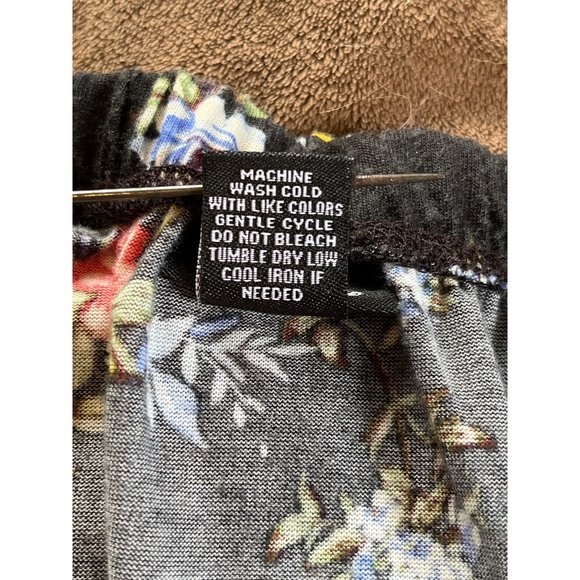 MACHINE
WASH COLD
WITH LIKE COLORS
GENTLE CYCLE
DO NOT BLEACH
TUMBLE DRY LOW
COOL IRON IF
NEEDED